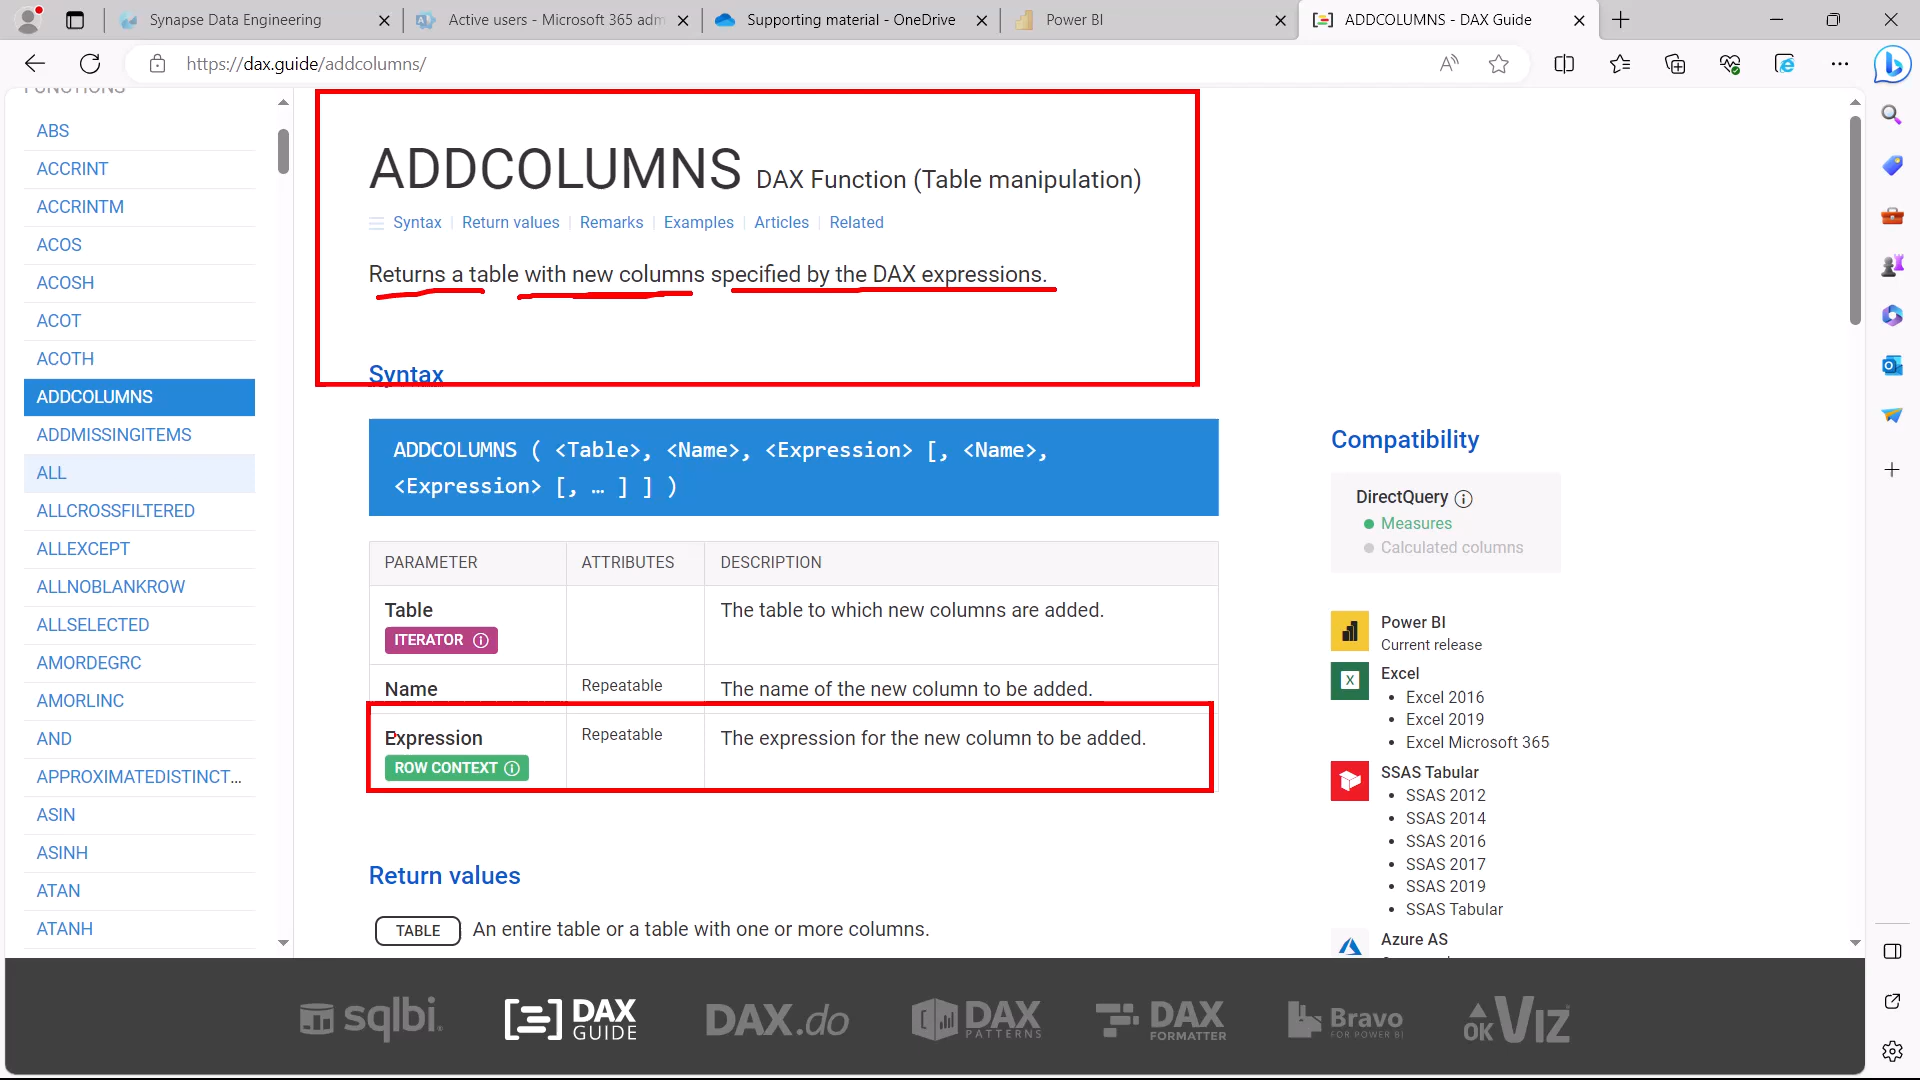 Synapse Data Engineering
Active users - Microsoft 365 adm
Supporting material - OneDrive
Power BI
ADDCOLUMNS - DAX Guide
https://dax.guide/addcolumns/
FUNCTIONS
ABS
ACCRINT
ACCRINTM
ACOS
ACOSH
ACOT
ACOTH
ADDCOLUMNS
ADDMISSINGITEMS
ALL
ALLCROSSFILTERED
ALLEXCEPT
ALLNOBLANKROW
ALLSELECTED
AMORDEGRC
AMORLINC
AND
APPROXIMATEDISTINCT...
ASIN
ASINH
ATAN
ATANH
ADDCOLUMNS DAX Function (Table manipulation)
Syntax | Return values | Remarks | Examples | Articles | Related
Returns a table with new columns specified by the DAX expressions.
Syntax
ADDCOLUMNS ( <Table>, <Name>, <Expression> [, <Name>,
<Expression> [, … ] ] )
PARAMETER ATTRIBUTES DESCRIPTION
Table The table to which new columns are added.
ITERATOR
Name Repeatable The name of the new column to be added.
Expression Repeatable The expression for the new column to be added.
ROW CONTEXT
Return values
TABLE An entire table or a table with one or more columns.
Compatibility
DirectQuery
Measures
Calculated columns
Power BI
Current release
Excel
Excel 2016
Excel 2019
Excel Microsoft 365
SSAS Tabular
SSAS 2012
SSAS 2014
SSAS 2016
SSAS 2017
SSAS 2019
SSAS Tabular
Azure AS
sqlbi.
DAX GUIDE
DAX.do
DAX PATTERNS
DAX FORMATTER
Bravo FOR POWER BI
OK VIZ